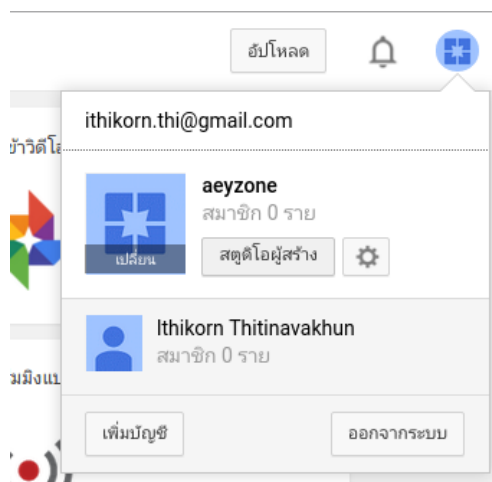 อัปโหลด
ithikorn.thi@gmail.com
aeyzone
สมาชิก 0 ราย
เปลี่ยน
สตูดิโอผู้สร้าง
Ithikorn Thitinavakhun
สมาชิก 0 ราย
เพิ่มบัญชี
ออกจากระบบ